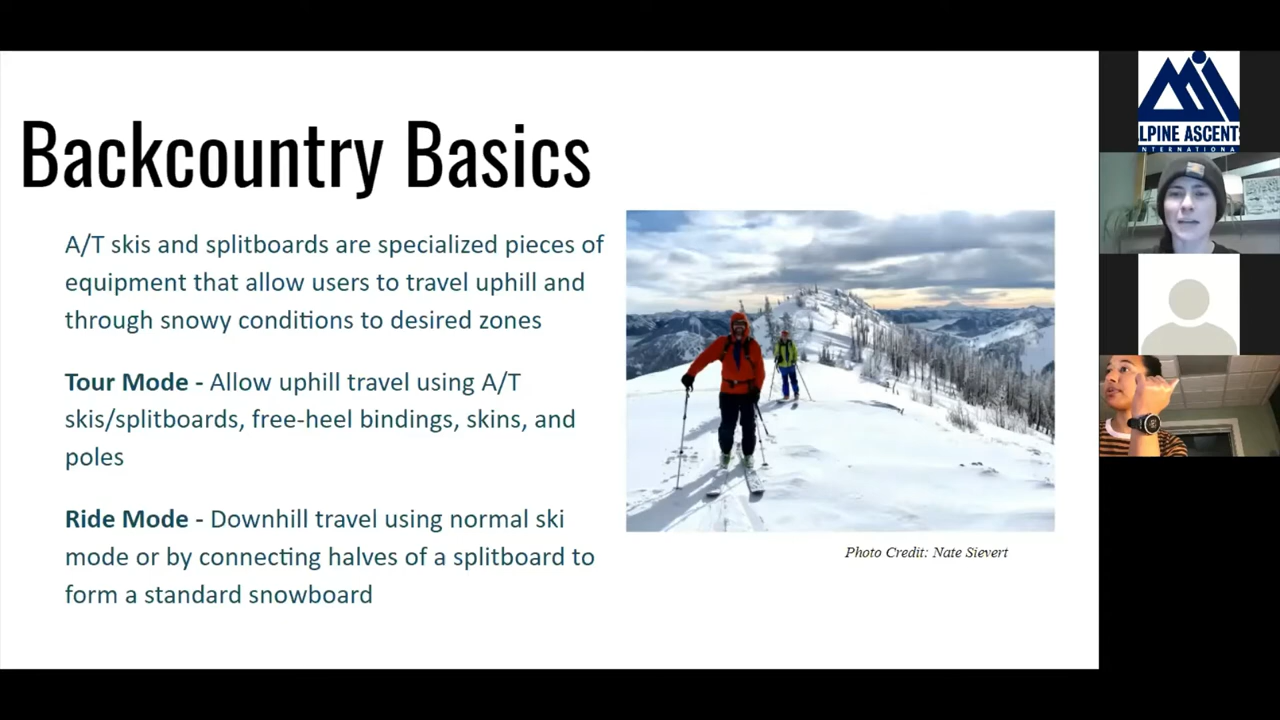 Backcountry Basics
A/T skis and splitboards are specialized pieces of
equipment that allow users to travel uphill and
through snowy conditions to desired zones
Tour Mode - Allow uphill travel using A/T
skis/splitboards, free-heel bindings, skins, and
poles
Ride Mode - Downhill travel using normal ski
mode or by connecting halves of a splitboard to
form a standard snowboard
Photo Credit: Nate Sievert
LPINE ASCENT
NTERNATIONA